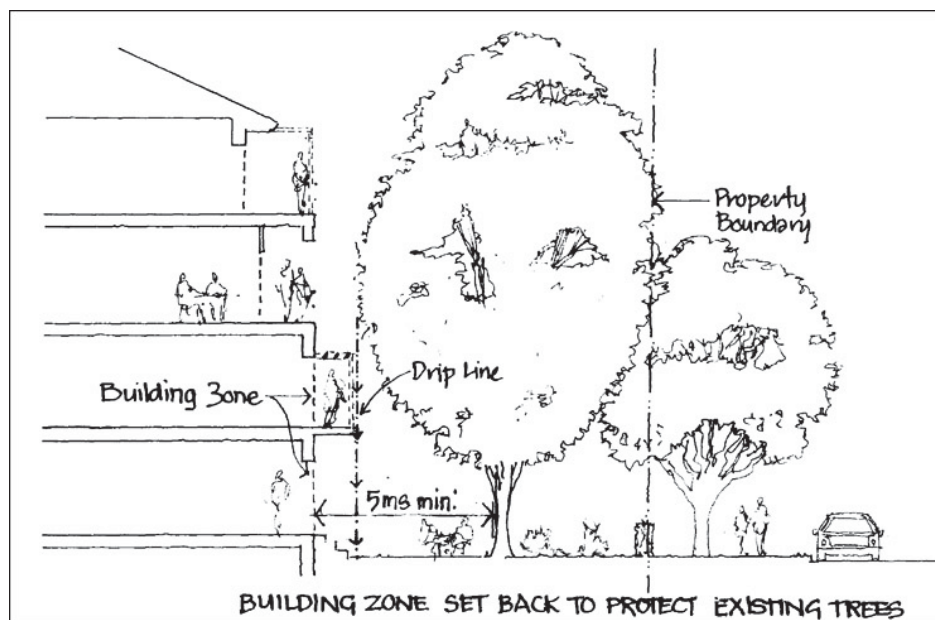 Property
Boundary
Drip Line
Building Zone
5ms min:
BUILDING ZONE SET BACK TO PROTECT EXISTING TREES